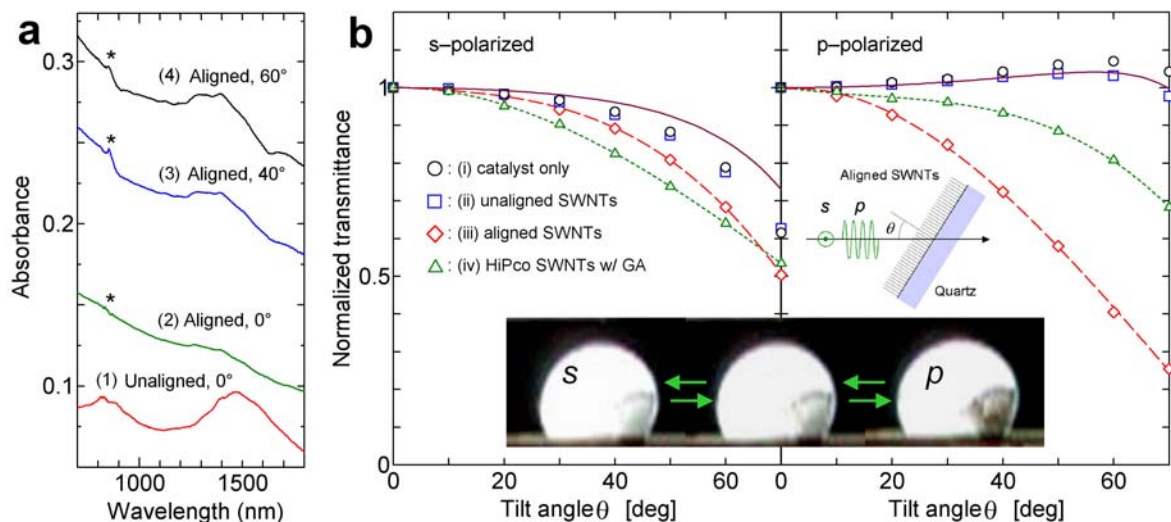 a
0.3
0.2
0.1
Absorbance
*
(4) Aligned, 60°
*
(3) Aligned, 40°
*
(2) Aligned, 0°
(1) Unaligned, 0°
1000 1500
Wavelength (nm)
b
Normalized transmittance
1
0.5
0
s–polarized
: (i) catalyst only
: (ii) unaligned SWNTs
: (iii) aligned SWNTs
: (iv) HiPco SWNTs w/ GA
p–polarized
Aligned SWNTs
s p
θ
Quartz
s
p
0 20 40 60 0 20 40 60
Tilt angle θ [deg] Tilt angle θ [deg]